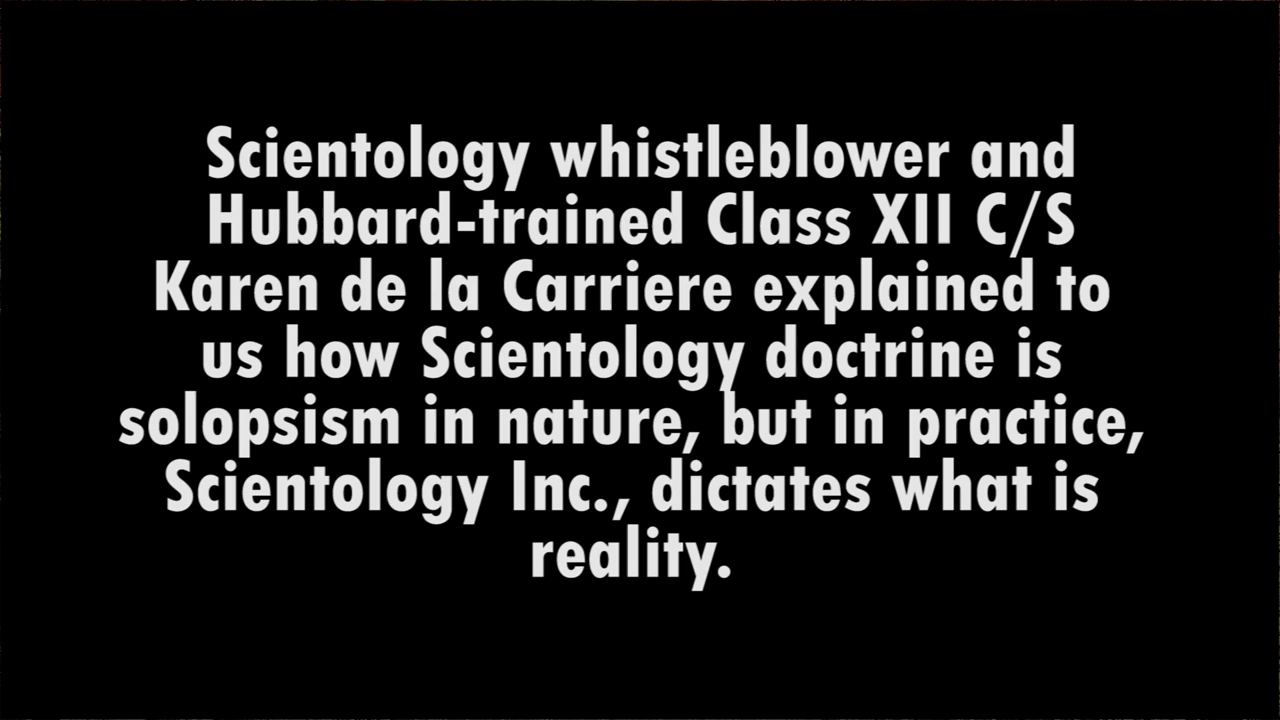 Scientology whistleblower and
Hubbard-trained Class XII C/S
Karen de la Carriere explained to
us how Scientology doctrine is
solopsism in nature, but in practice,
Scientology Inc., dictates what is
reality.